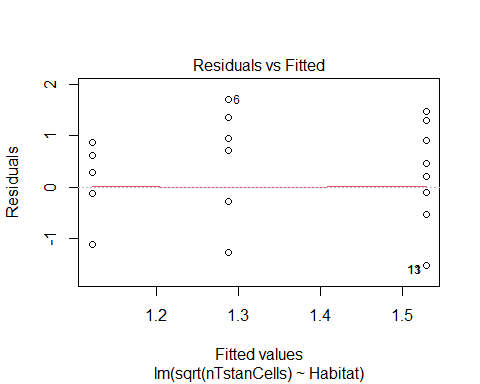 Residuals vs Fitted
2
1
0
-1
Residuals
6
13
1.2 1.3 1.4 1.5
Fitted values
lm(sqrt(nTstanCells) ~ Habitat)